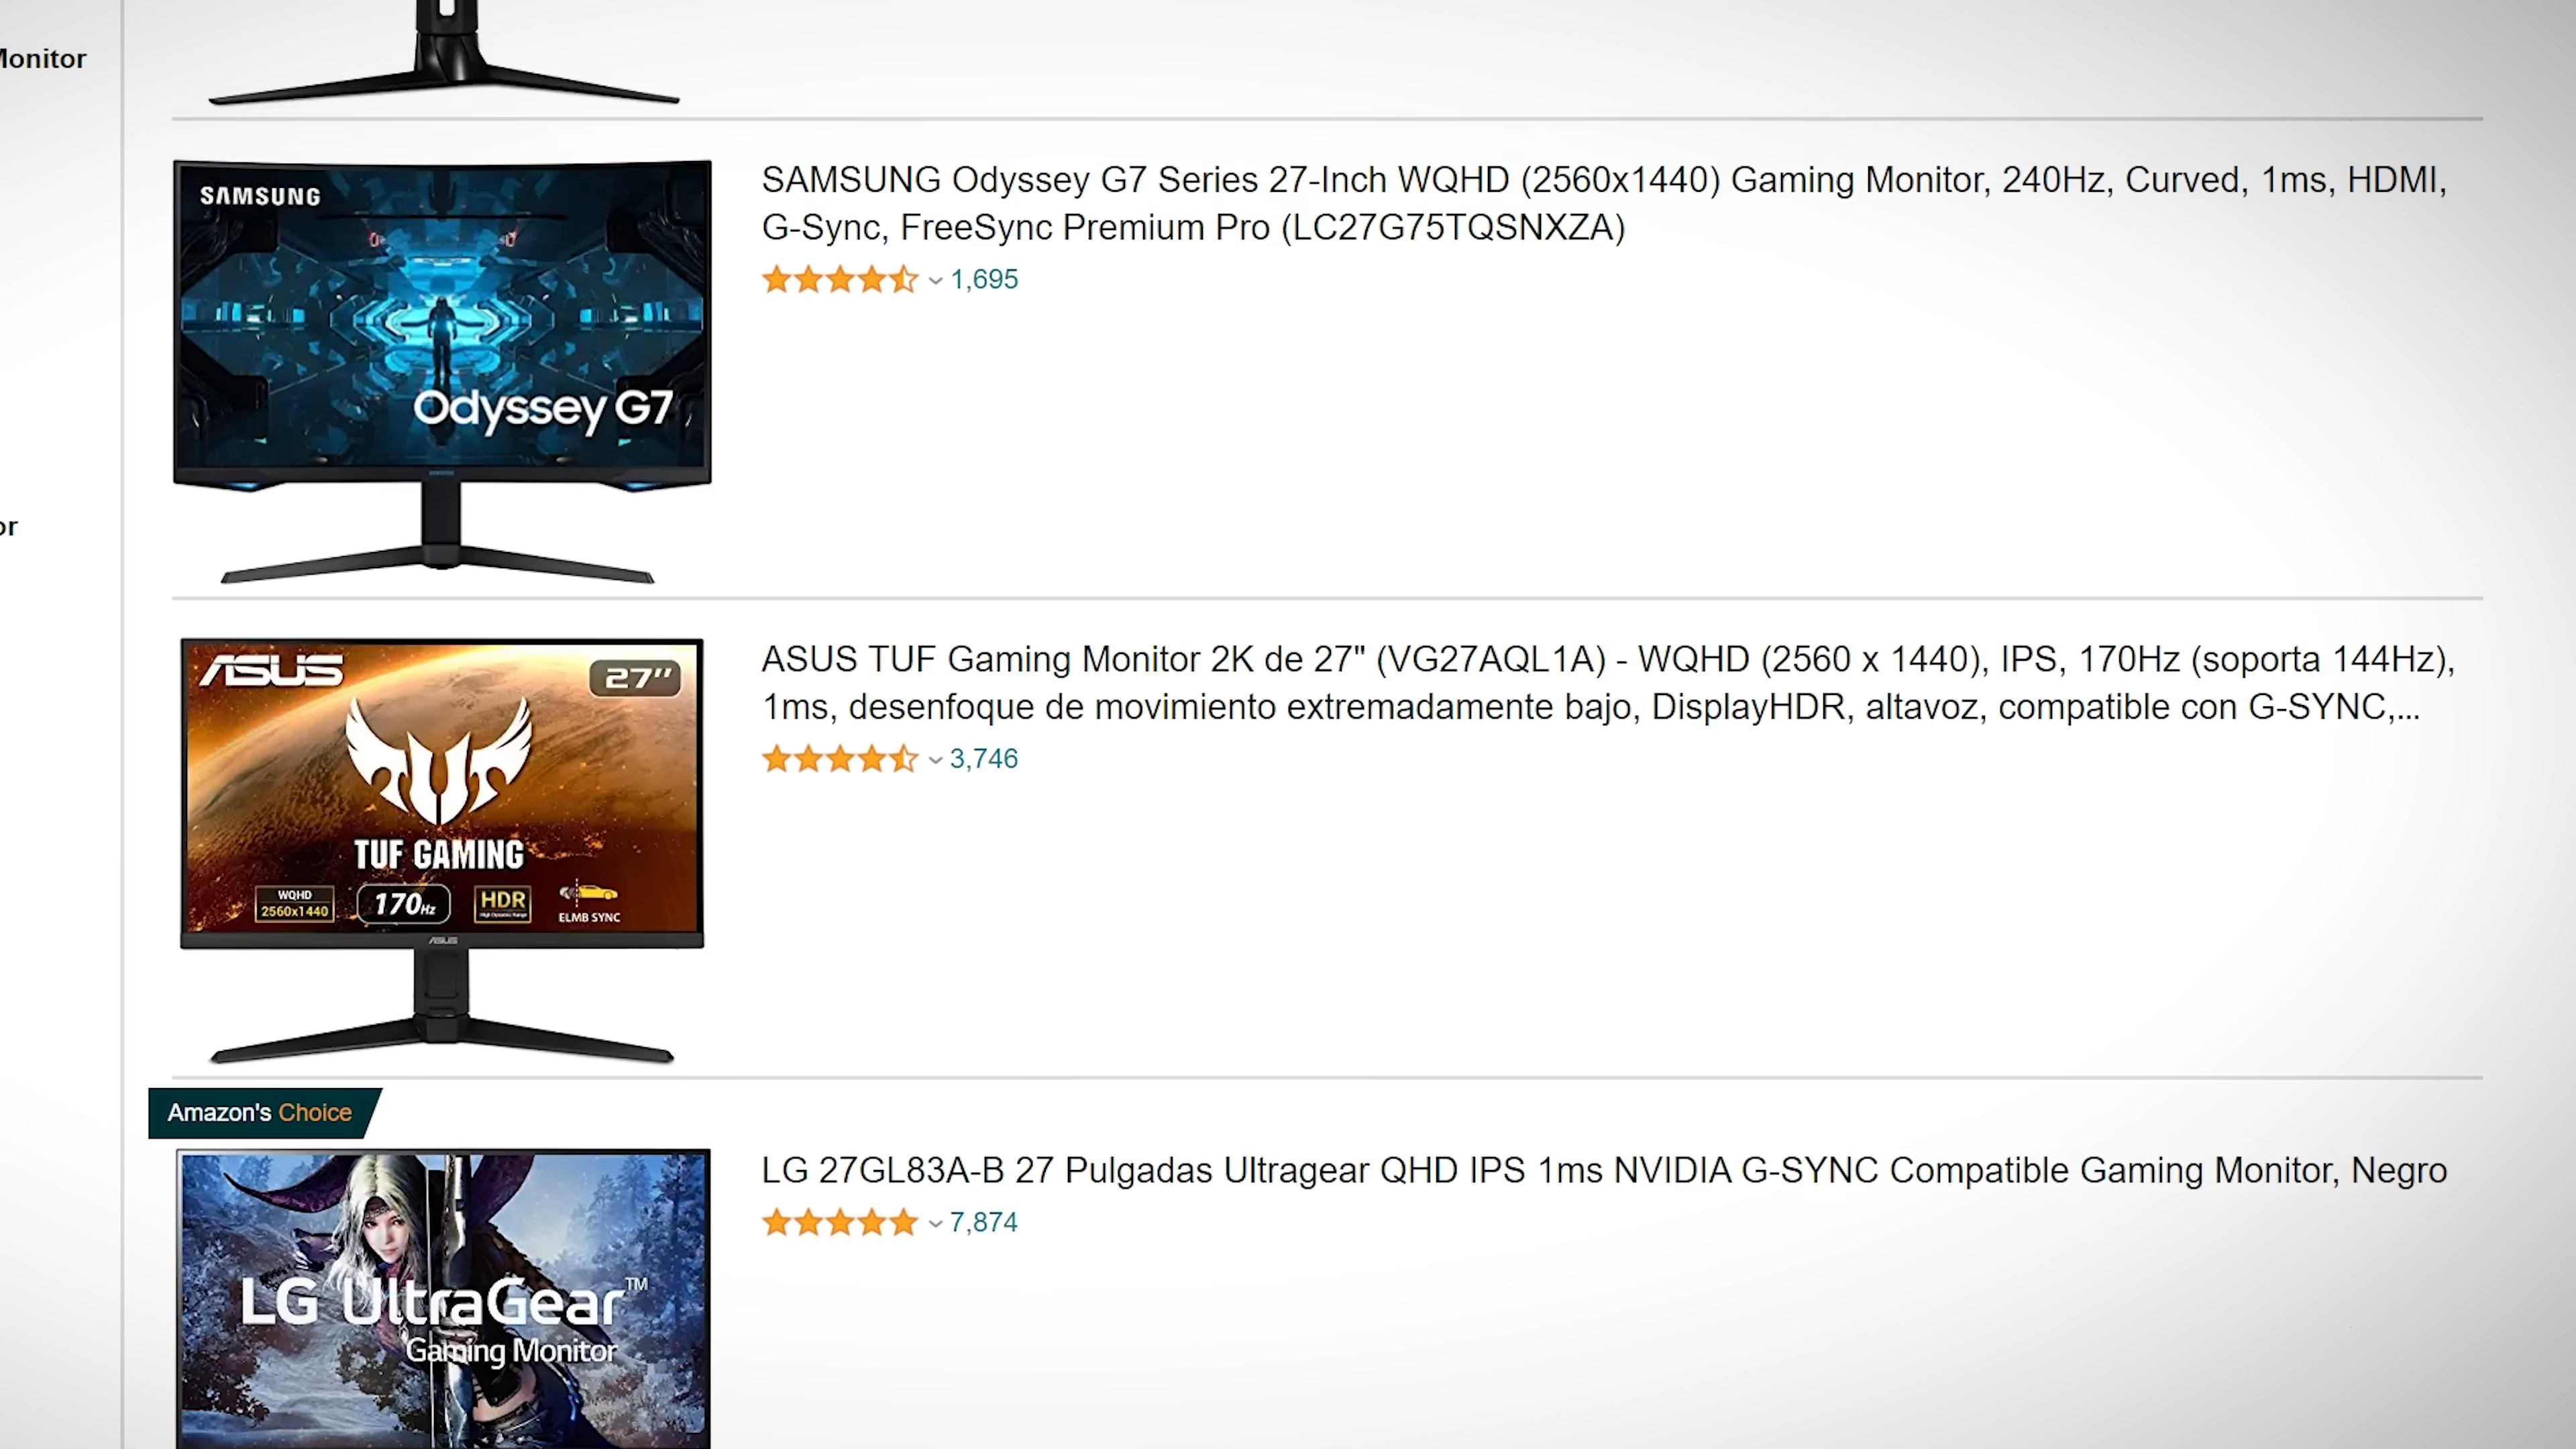 Monitor
SAMSUNG
Odyssey G7
SAMSUNG Odyssey G7 Series 27-Inch WQHD (2560x1440) Gaming Monitor, 240Hz, Curved, 1ms, HDMI,
G-Sync, FreeSync Premium Pro (LC27G75TQSNXZA)
1,695
or
ASUS
27"
TUF GAMING
WQHD
2560x1440
170Hz
HDR
High Dynamic Range
ELMB SYNC
ASUS
ASUS TUF Gaming Monitor 2K de 27" (VG27AQL1A) - WQHD (2560 x 1440), IPS, 170Hz (soporta 144Hz),
1ms, desenfoque de movimiento extremadamente bajo, DisplayHDR, altavoz, compatible con G-SYNC,...
3,746
Amazon's Choice
LG UltraGear™
Gaming Monitor
LG 27GL83A-B 27 Pulgadas Ultragear QHD IPS 1ms NVIDIA G-SYNC Compatible Gaming Monitor, Negro
7,874